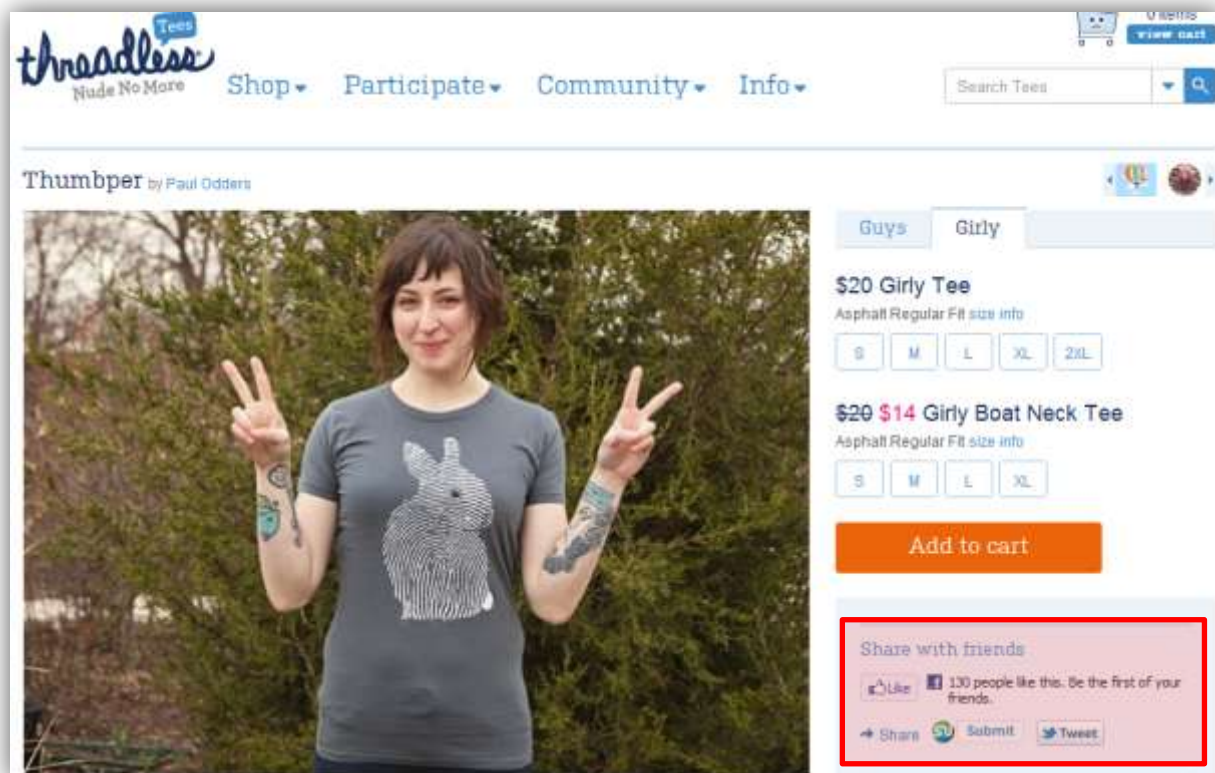 Tees
threadless
Nude No More
0 items
view cart
Shop
Participate
Community
Info
Search Tees
Thumbper by Paul Odders
Guys
Girly
$20 Girly Tee
Asphalt Regular Fit size info
S
M
L
XL
2XL
$20 $14 Girly Boat Neck Tee
Asphalt Regular Fit size info
S
M
L
XL
Add to cart
Share with friends
Like
130 people like this. Be the first of your
friends.
Share
Submit
Tweet